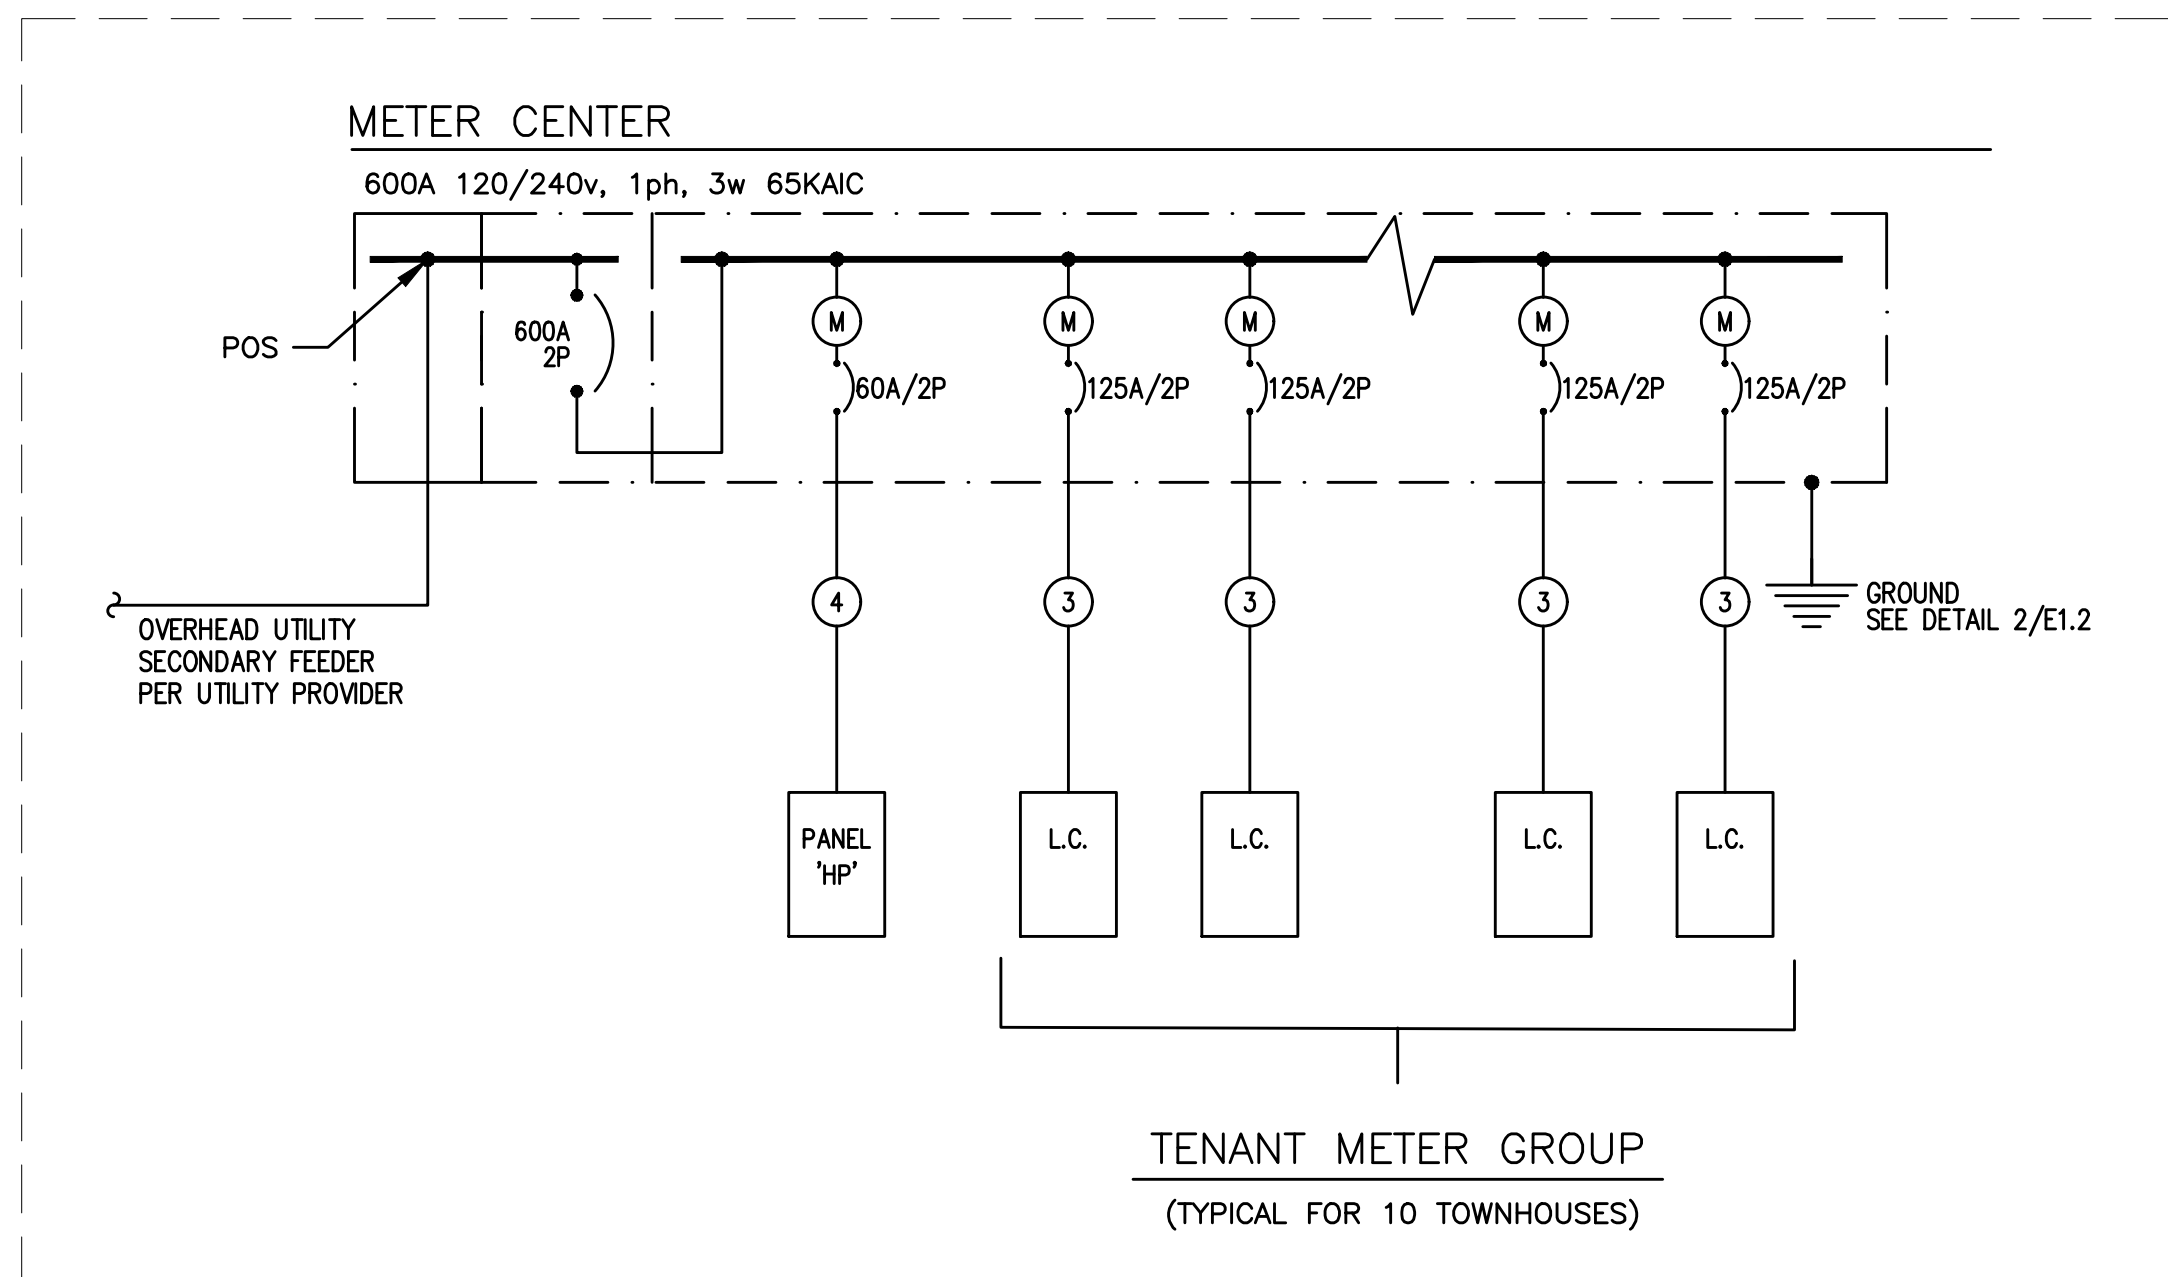 METER CENTER
600A 120/240v, 1ph, 3w 65KAIC
POS
600A
2P
M
M
M
M
M
60A/2P
125A/2P
125A/2P
125A/2P
125A/2P
4
3
3
3
3
GROUND
SEE DETAIL 2/E1.2
OVERHEAD UTILITY
SECONDARY FEEDER
PER UTILITY PROVIDER
PANEL
'HP'
L.C.
L.C.
L.C.
L.C.
TENANT METER GROUP
(TYPICAL FOR 10 TOWNHOUSES)